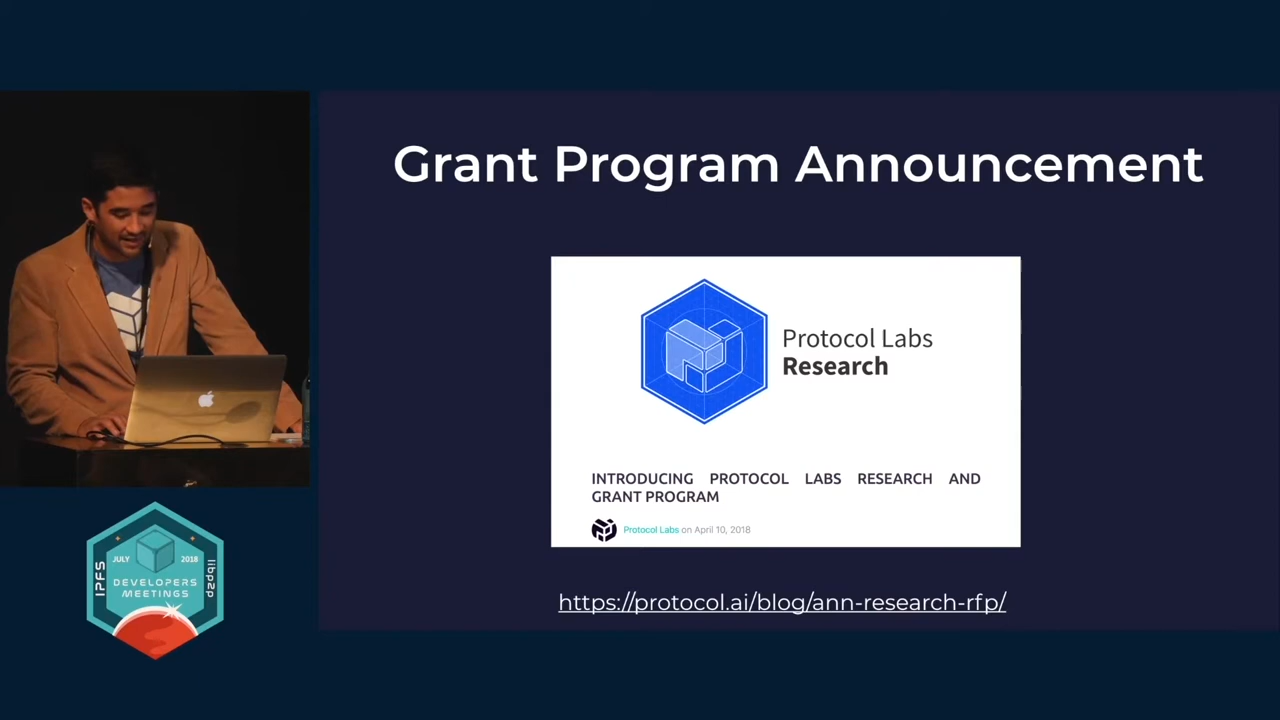 Grant Program Announcement
Protocol Labs
Research
INTRODUCING PROTOCOL LABS RESEARCH AND
GRANT PROGRAM
Protocol Labs on April 10, 2018
https://protocol.ai/blog/ann-research-rfp/
JULY 2018
IPFS
libp2p
DEVELOPERS
MEETINGS